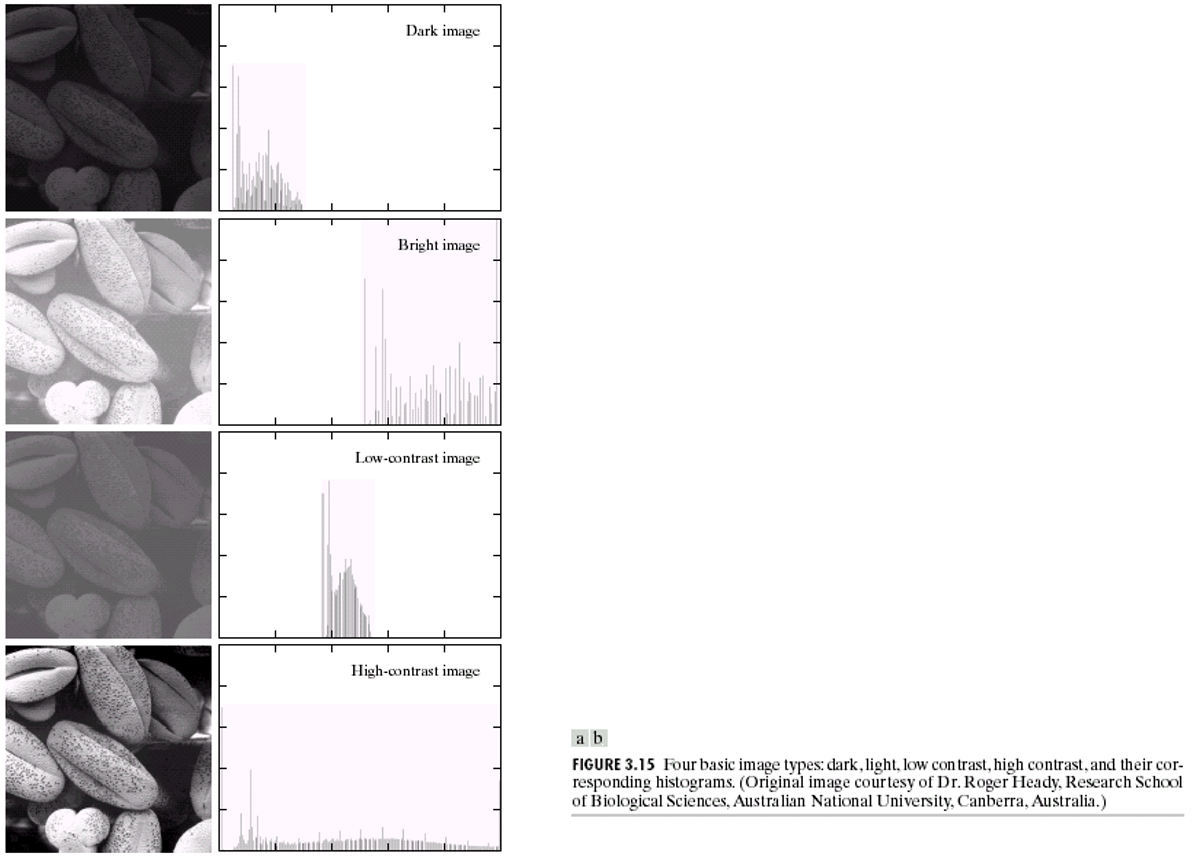 Dark image
Bright image
Low-contrast image
High-contrast image
a b
FIGURE 3.15 Four basic image types: dark, light, low contrast, high contrast, and their cor-
responding histograms. (Original image courtesy of Dr. Roger Heady, Research School
of Biological Sciences, Australian National University, Canberra, Australia.)